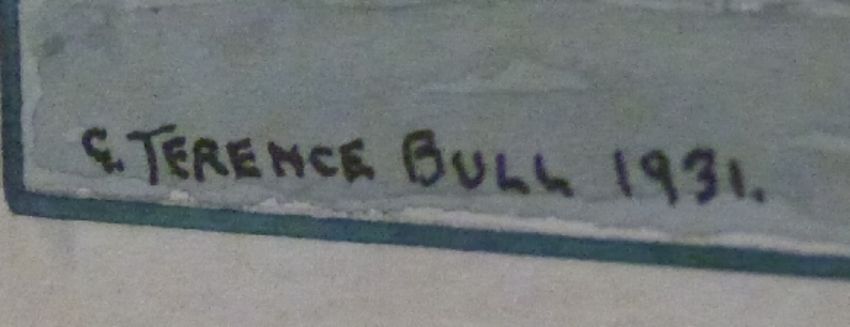 G. TERENCE BULL 1931.